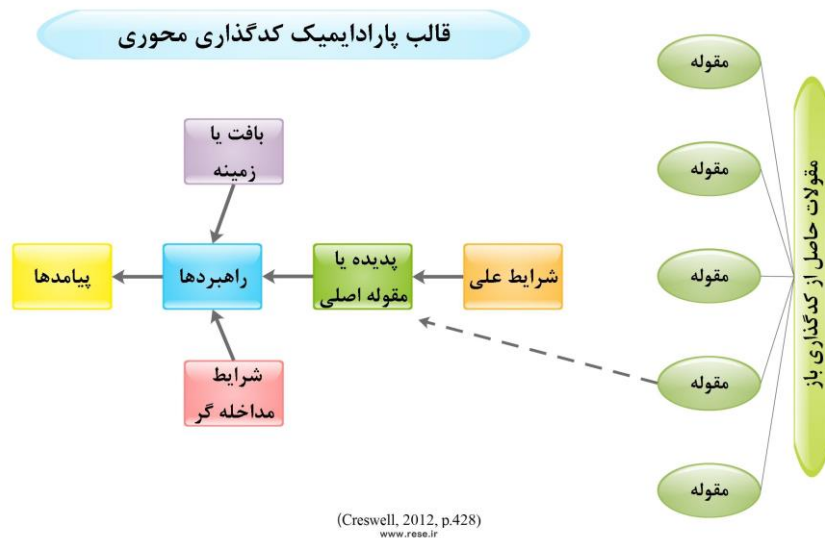 قالب پارادایمیک کدگذاری محوری
مقوله
مقوله
مقوله
مقوله
مقوله
مقولات حاصل از کدگذاری باز
بافت یا
زمینه
شرایط علی
پدیده یا
مقوله اصلی
راهبردها
پیامدها
شرایط
مداخله گر
(Creswell, 2012, p.428)
www.rese.ir